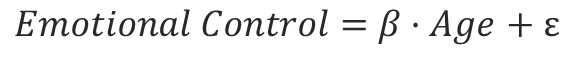 Emotional Control = β · Age + ε